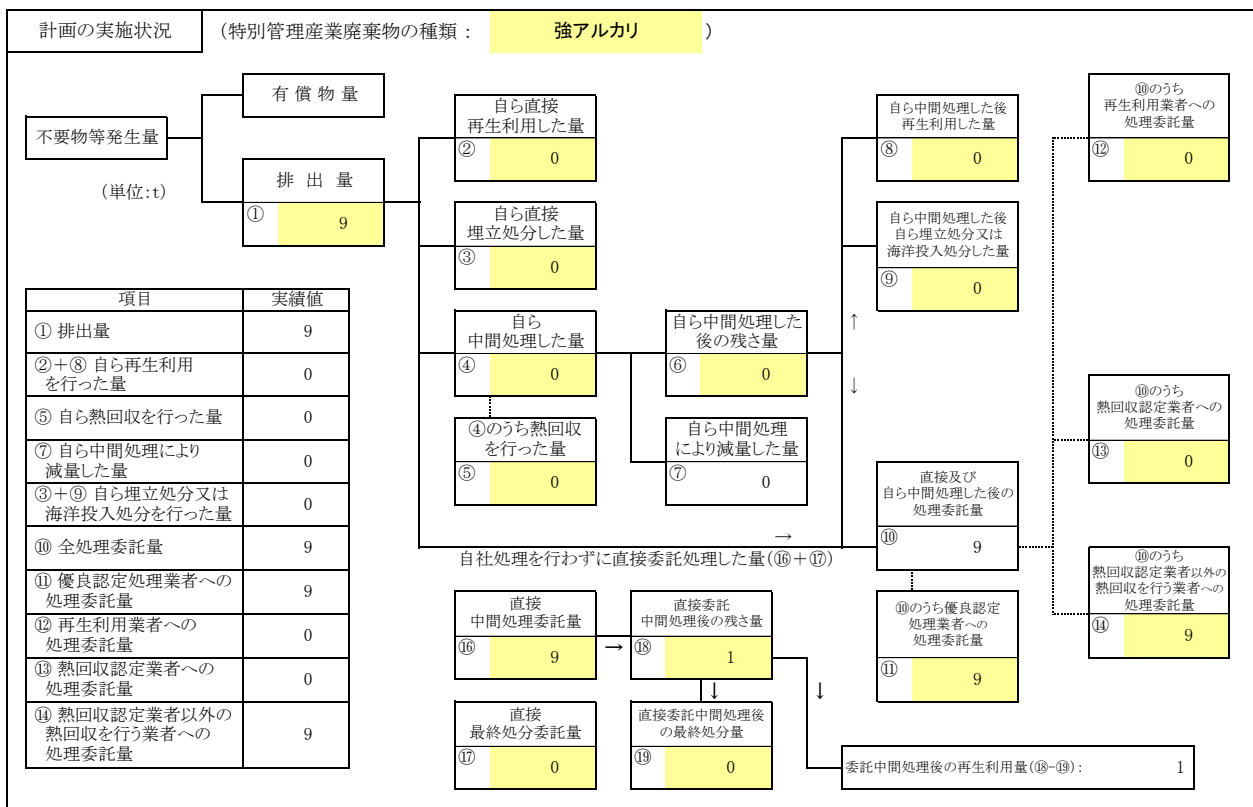 計画の実施状況
(特別管理産業廃棄物の種類： 強アルカリ )
不要物等発生量
(単位:t)
有 償 物 量
排 出 量
① 9
自ら直接
再生利用した量
② 0
自ら直接
埋立処分した量
③ 0
自ら
中間処理した量
④ 0
④のうち熱回収
を行った量
⑤ 0
自ら中間処理した
後の残さ量
⑥ 0
自ら中間処理
により減量した量
⑦ 0
自ら中間処理した後
再生利用した量
⑧ 0
自ら中間処理した後
自ら埋立処分又は
海洋投入処分した量
⑨ 0
↑
↓
直接及び
自ら中間処理した後の
処理委託量
⑩ 9
⑩のうち優良認定
処理業者への
処理委託量
⑪ 9
⑩のうち
再生利用業者への
処理委託量
⑫ 0
⑩のうち
熱回収認定業者への
処理委託量
⑬ 0
⑩のうち
熱回収認定業者以外の
熱回収を行う業者への
処理委託量
⑭ 9
→
自社処理を行わずに直接委託処理した量(⑯＋⑰)
直接
中間処理委託量
⑯ 9
→
直接委託
中間処理後の残さ量
⑱ 1
↓ ↓
直接
最終処分委託量
⑰ 0
直接委託中間処理後
の最終処分量
⑲ 0
委託中間処理後の再生利用量(⑱-⑲)： 1
項目 実績値
① 排出量 9
②＋⑧ 自ら再生利用
を行った量 0
⑤ 自ら熱回収を行った量 0
⑦ 自ら中間処理により
減量した量 0
③＋⑨ 自ら埋立処分又は
海洋投入処分を行った量 0
⑩ 全処理委託量 9
⑪ 優良認定処理業者への
処理委託量 9
⑫ 再生利用業者への
処理委託量 0
⑬ 熱回収認定業者への
処理委託量 0
⑭ 熱回収認定業者以外の
熱回収を行う業者への
処理委託量 9